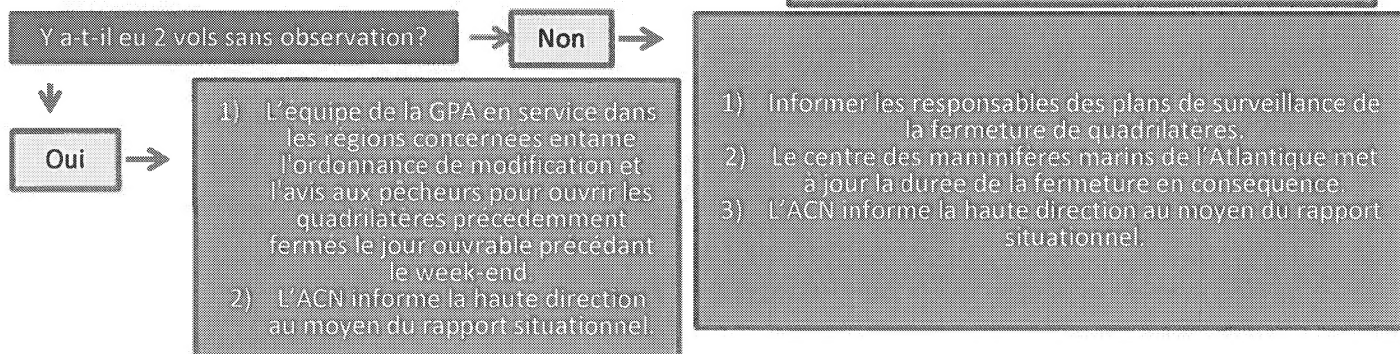 Y a-t-il eu 2 vols sans observation?
Non
Oui
1) L'équipe de la GPA en service dans
les régions concernées entame
l'ordonnance de modification et
l'avis aux pêcheurs pour ouvrir les
quadrilatères précédemment
fermés le jour ouvrable précédant
le week-end.
2) L'ACN informe la haute direction
au moyen du rapport situationnel.
1) Informer les responsables des plans de surveillance de
la fermeture de quadrilatères.
2) Le centre des mammifères marins de l'Atlantique met
à jour la durée de la fermeture en conséquence.
3) L'ACN informe la haute direction au moyen du rapport
situationnel.